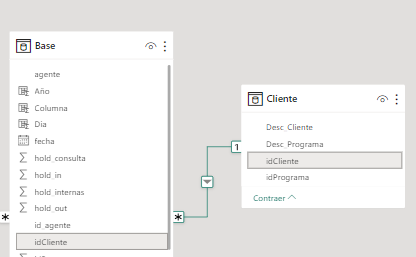 Base
agente
Año
Columna
Dia
fecha
hold_consulta
hold_in
hold_internas
hold_out
id_agente
idCliente
*
*
1
Cliente
Desc_Cliente
Desc_Programa
idCliente
idPrograma
Contraer